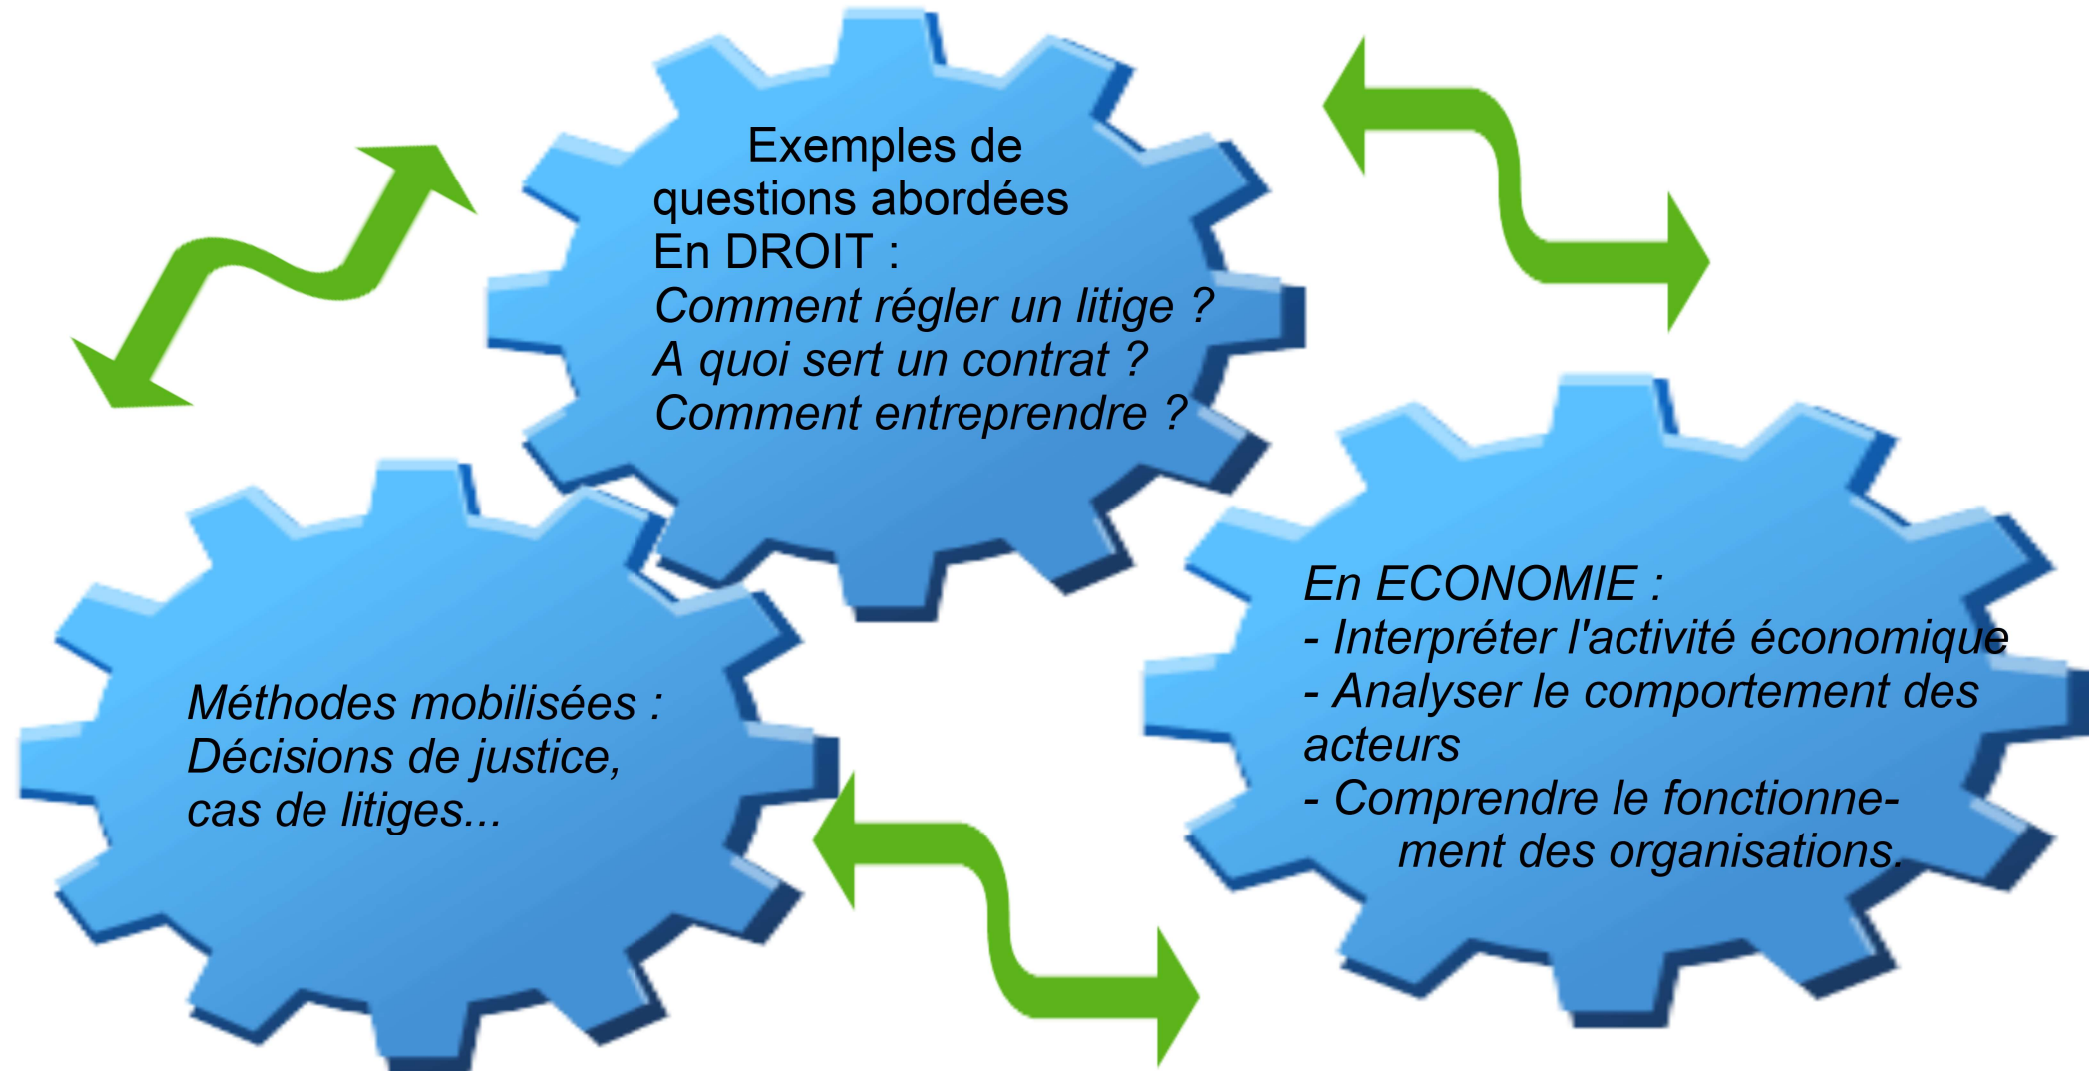 Exemples de
questions abordées
En DROIT :
Comment régler un litige ?
A quoi sert un contrat ?
Comment entreprendre ?
Méthodes mobilisées :
Décisions de justice,
cas de litiges...
En ECONOMIE :
- Interpréter l'activité économique
- Analyser le comportement des
acteurs
- Comprendre le fonctionne-
ment des organisations.